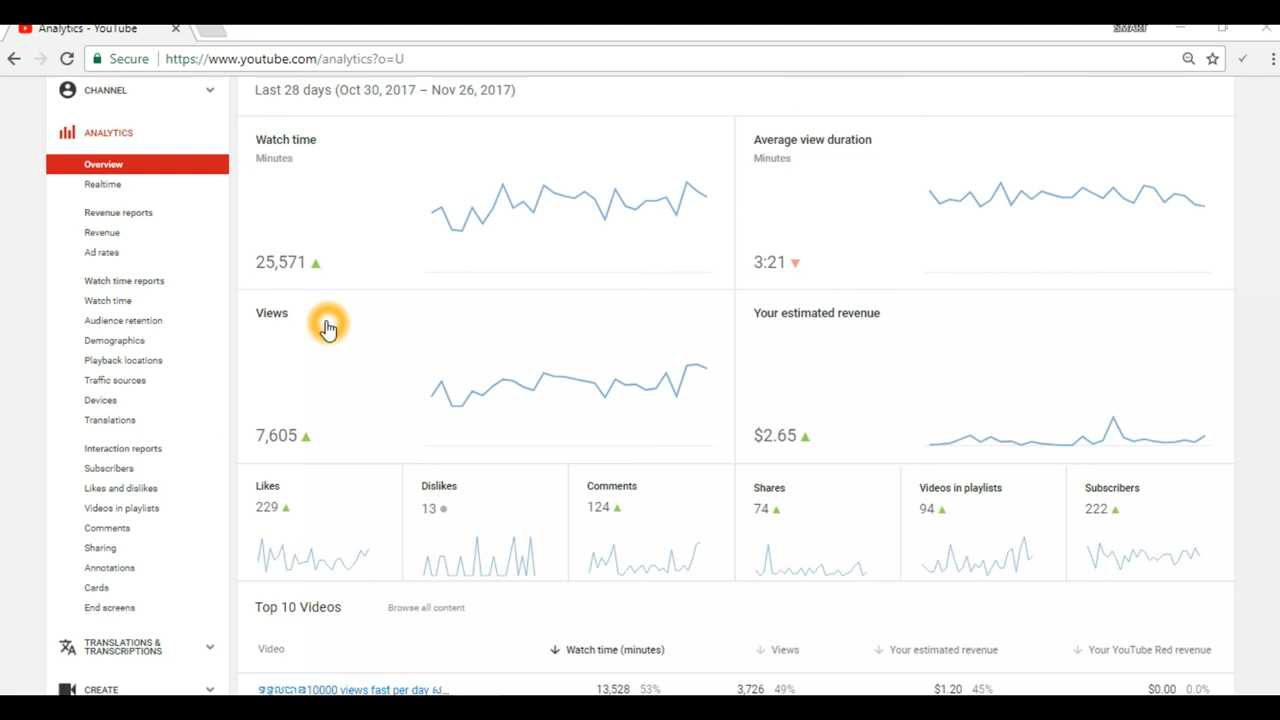 Analytics - YouTube
SMART
Secure https://www.youtube.com/analytics?o=U
CHANNEL
ANALYTICS
Overview
Realtime
Revenue reports
Revenue
Ad rates
Watch time reports
Watch time
Audience retention
Demographics
Playback locations
Traffic sources
Devices
Translations
Interaction reports
Subscribers
Likes and dislikes
Videos in playlists
Comments
Sharing
Annotations
Cards
End screens
TRANSLATIONS &
TRANSCRIPTIONS
CREATE
Last 28 days (Oct 30, 2017 – Nov 26, 2017)
Watch time
Minutes
25,571
Average view duration
Minutes
3:21
Views
7,605
Your estimated revenue
$2.65
Likes
229
Dislikes
13
Comments
124
Shares
74
Videos in playlists
94
Subscribers
222
Top 10 Videos Browse all content
Video Watch time (minutes) Views Your estimated revenue Your YouTube Red revenue
10000 views fast per day 13,528 53% 3,726 49% $1.20 45% $0.00 0.0%